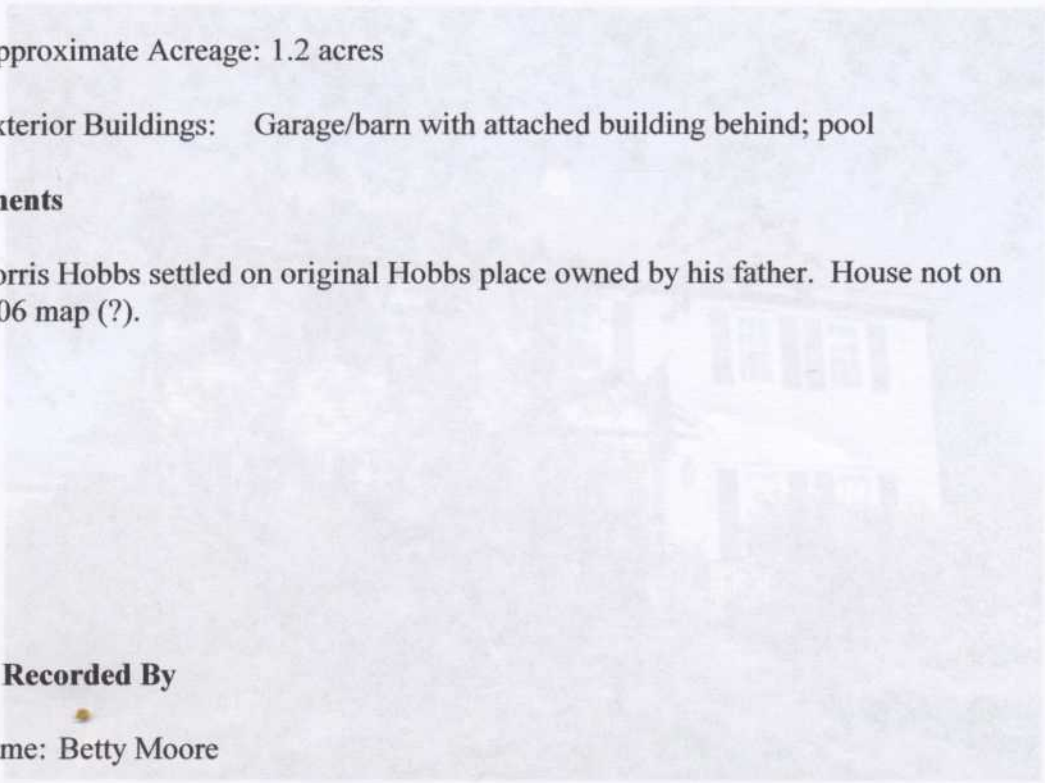 pproximate Acreage: 1.2 acres
xterior Buildings: Garage/barn with attached building behind; pool
nents
orris Hobbs settled on original Hobbs place owned by his father. House not on
06 map (?).
Recorded By
me: Betty Moore